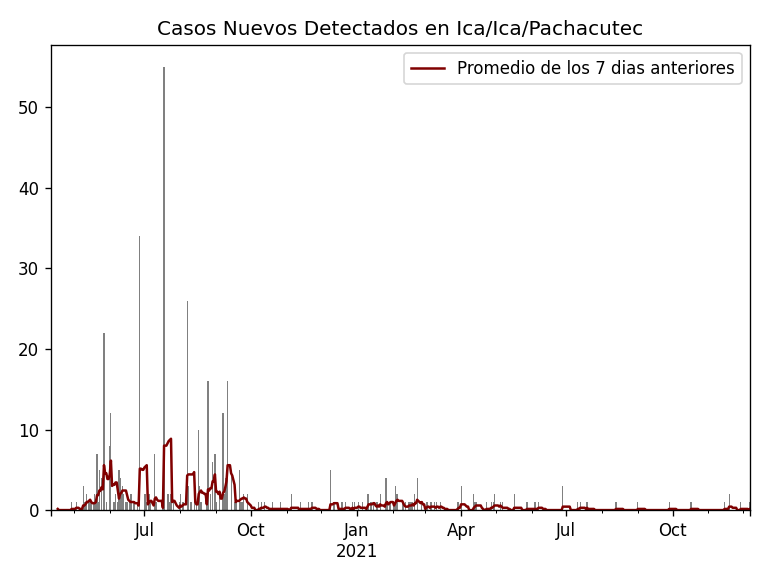 Casos Nuevos Detectados en Ica/Ica/Pachacutec
Promedio de los 7 dias anteriores
50
40
30
20
10
0
Jul
Oct
Jan
2021
Apr
Jul
Oct